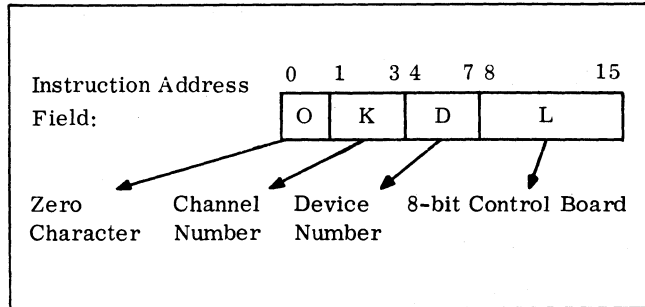 0 1 3 4 7 8 15
Instruction Address
Field:
O K D L
Zero Channel Device 8-bit Control Board
Character Number Number